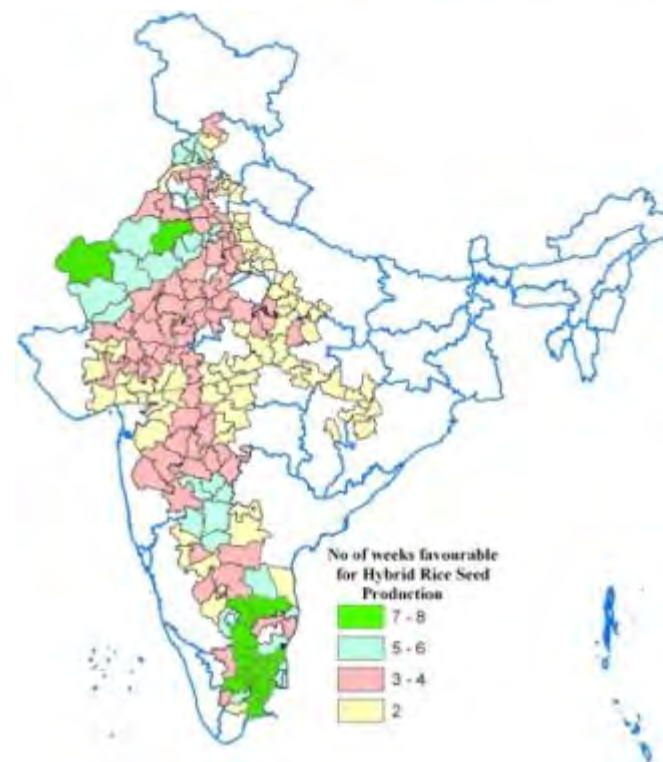 No of weeks favourable
for Hybrid Rice Seed
Production
7 - 8
5 - 6
3 - 4
2